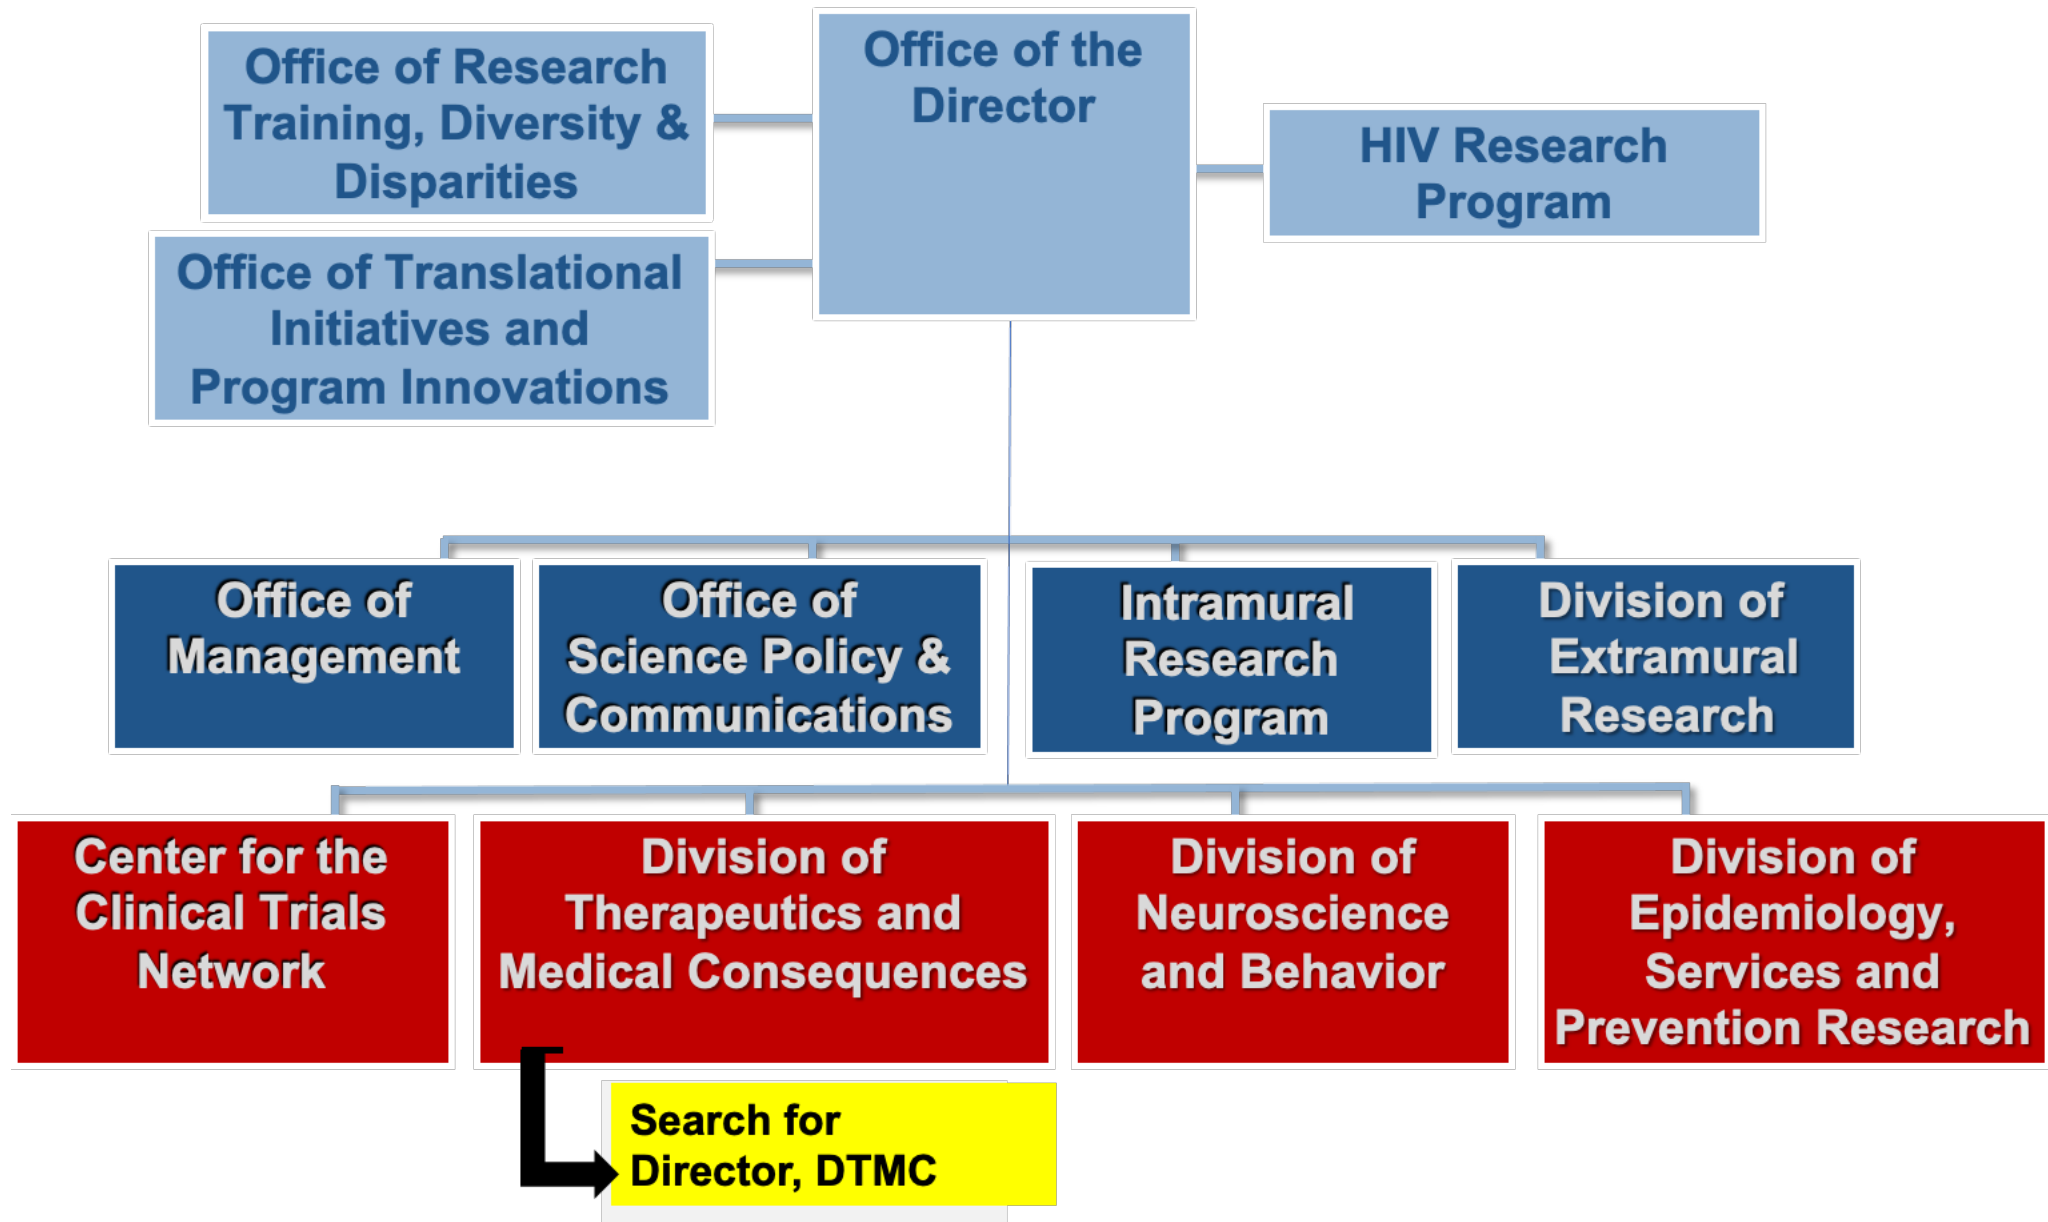 Office of the
Director
Office of Research
Training, Diversity &
Disparities
HIV Research
Program
Office of Translational
Initiatives and
Program Innovations
Office of
Management
Office of
Science Policy &
Communications
Intramural
Research
Program
Division of
Extramural
Research
Center for the
Clinical Trials
Network
Division of
Therapeutics and
Medical Consequences
Division of
Neuroscience
and Behavior
Division of
Epidemiology,
Services and
Prevention Research
Search for
Director, DTMC